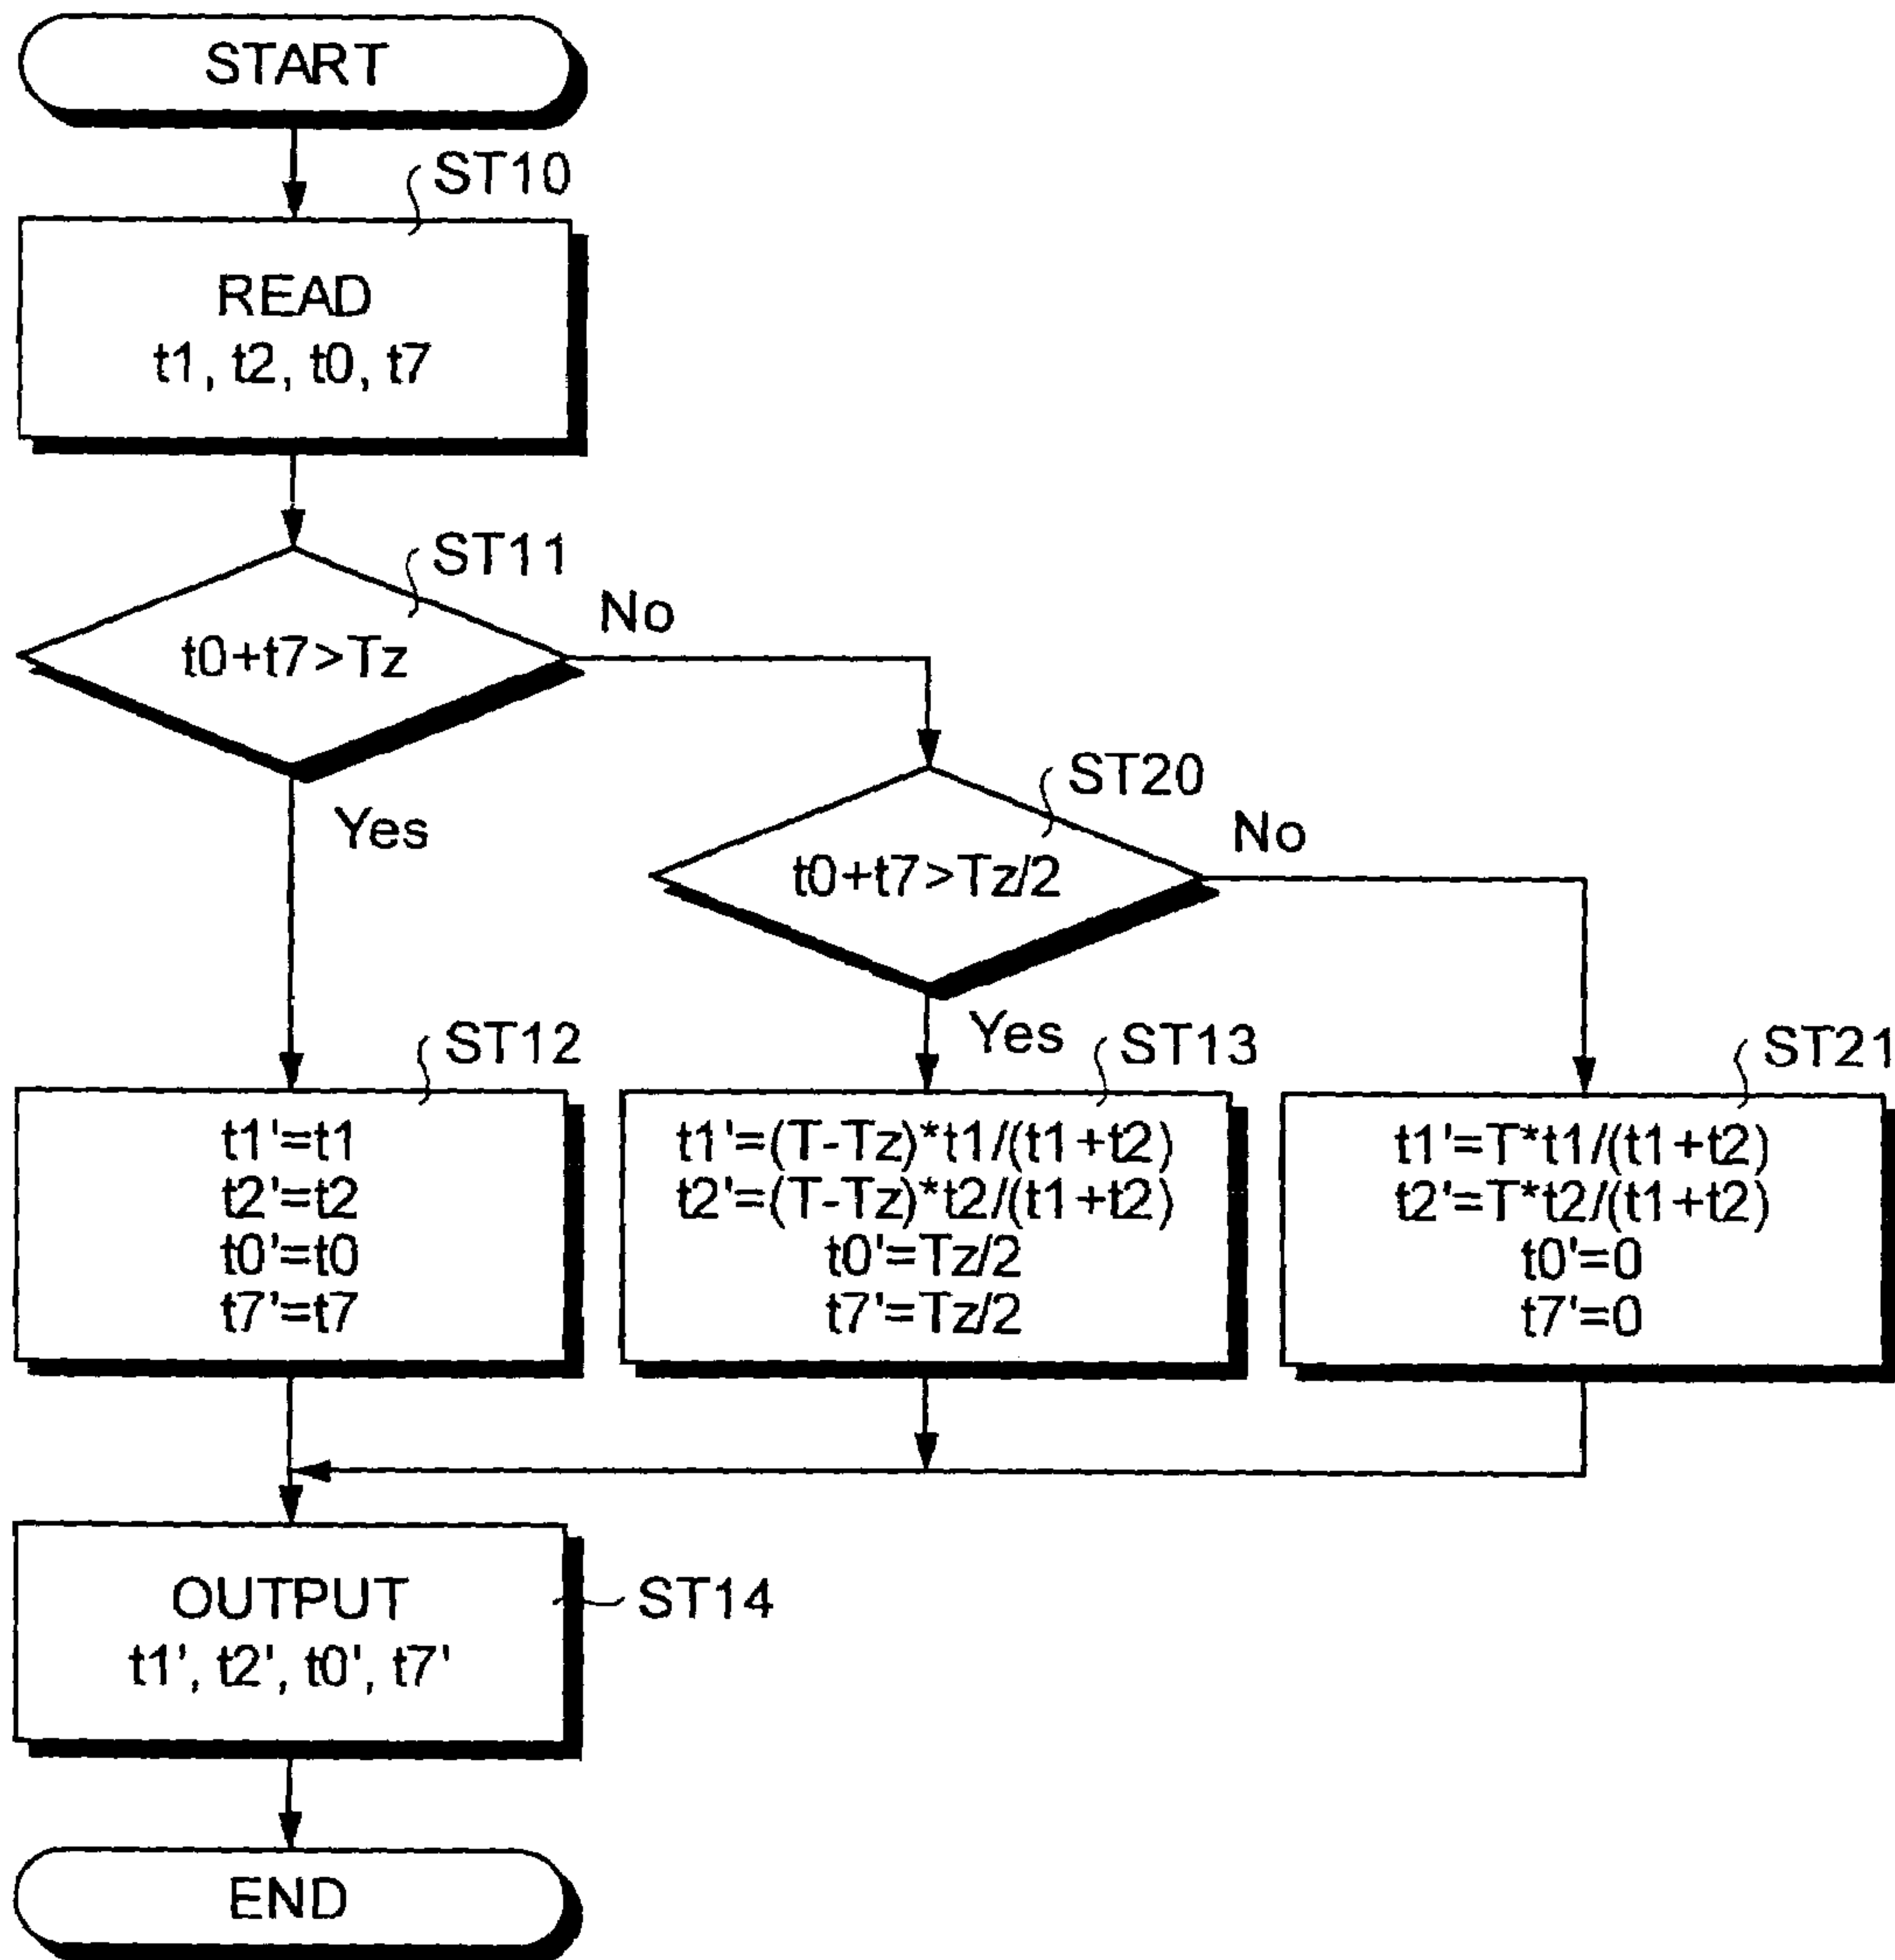 START
ST10
READ
t1, t2, t0, t7
ST11
No
t0+t7>Tz
Yes
ST20
No
t0+t7>Tz/2
Yes
ST12
t1'=t1
t2'=t2
t0'=t0
t7'=t7
ST13
t1'=(T-Tz)*t1/(t1+t2)
t2'=(T-Tz)*t2/(t1+t2)
t0'=Tz/2
t7'=Tz/2
ST21
t1'=T*t1/(t1+t2)
t2'=T*t2/(t1+t2)
t0'=0
t7'=0
OUTPUT
t1', t2', t0', t7'
ST14
END